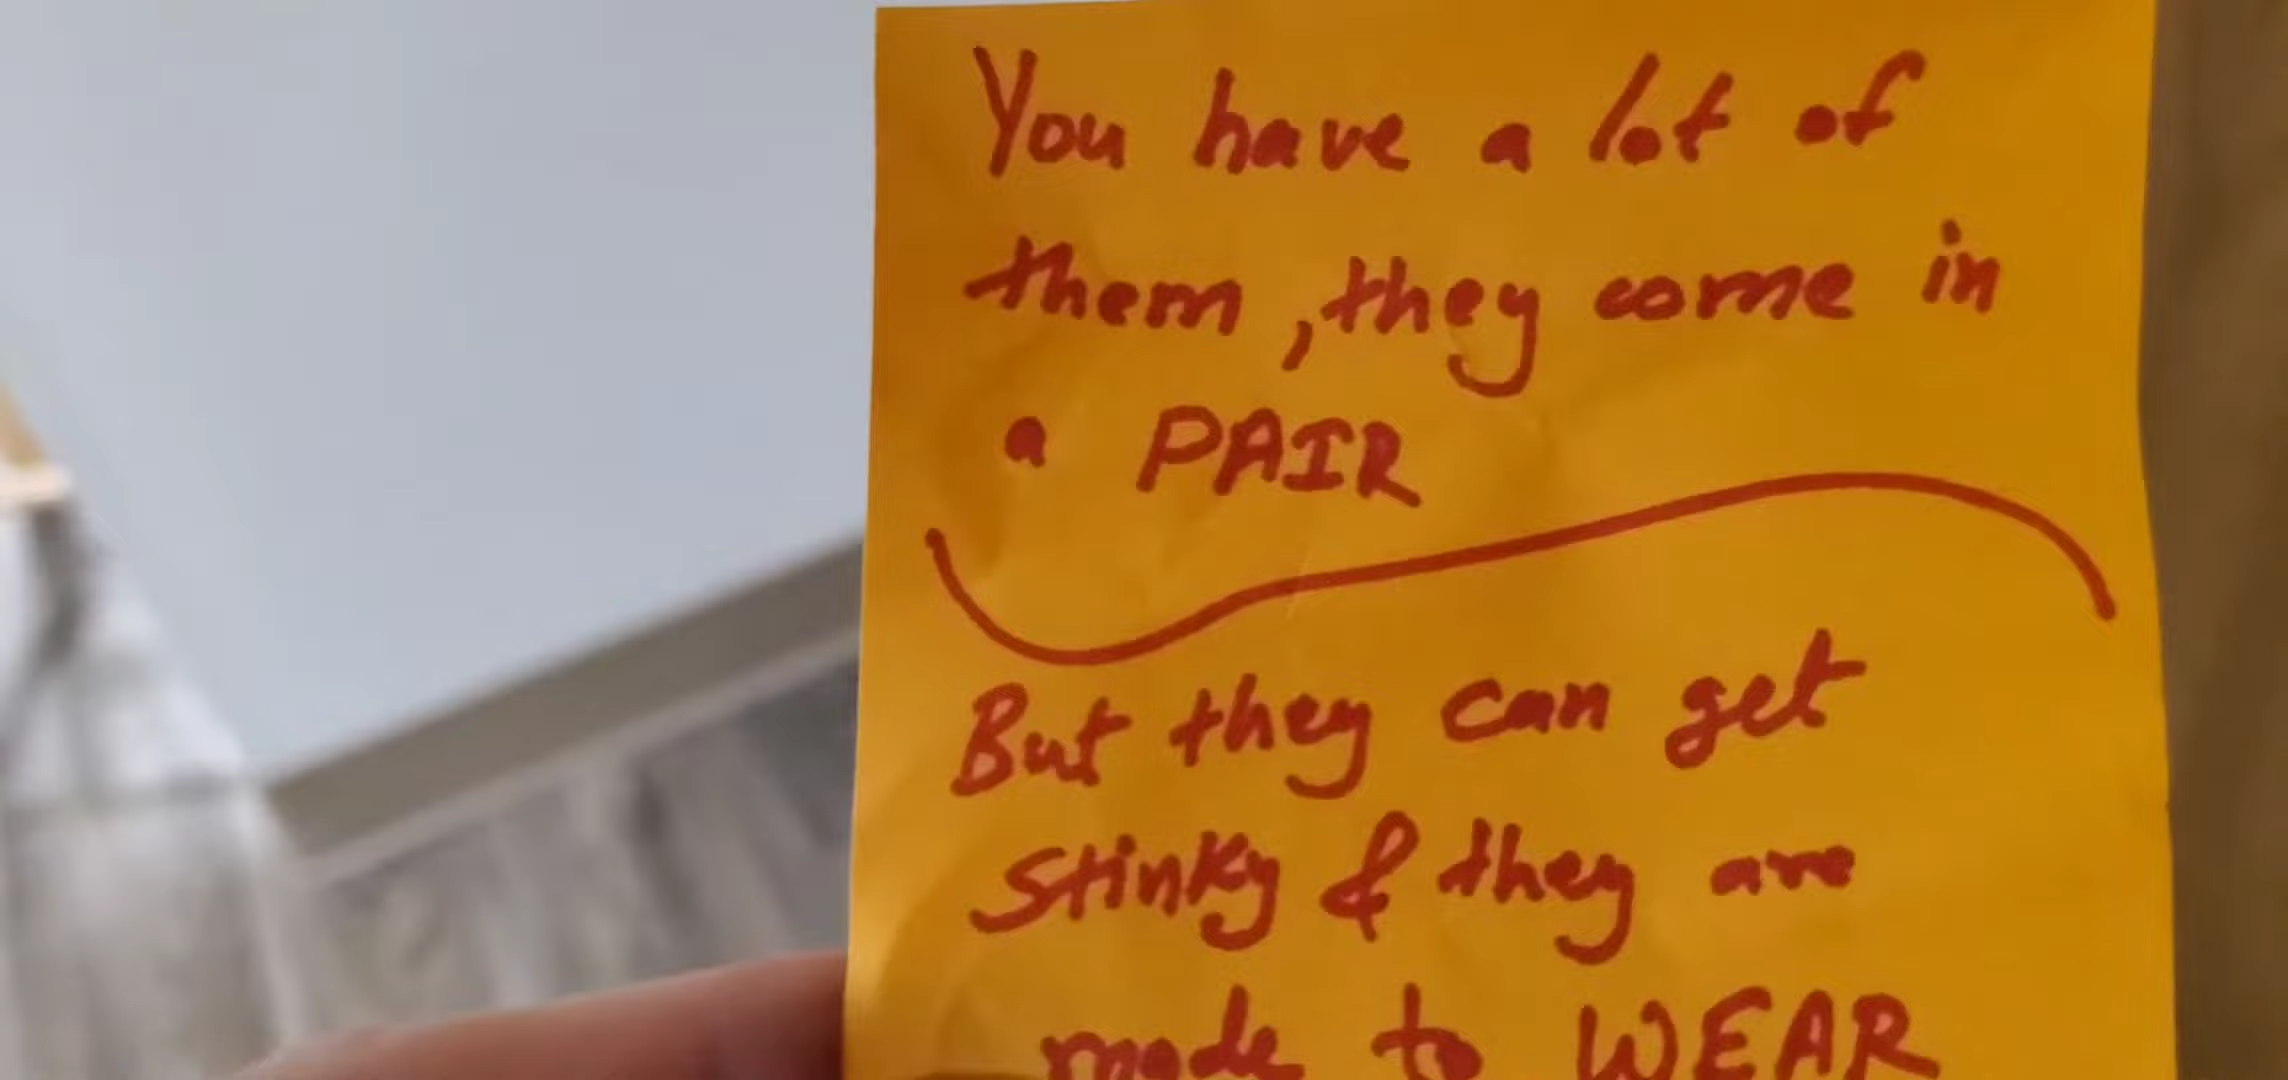 You have a lot of
them, they come in
a PAIR
But they can get
stinky & they are
made to WEAR